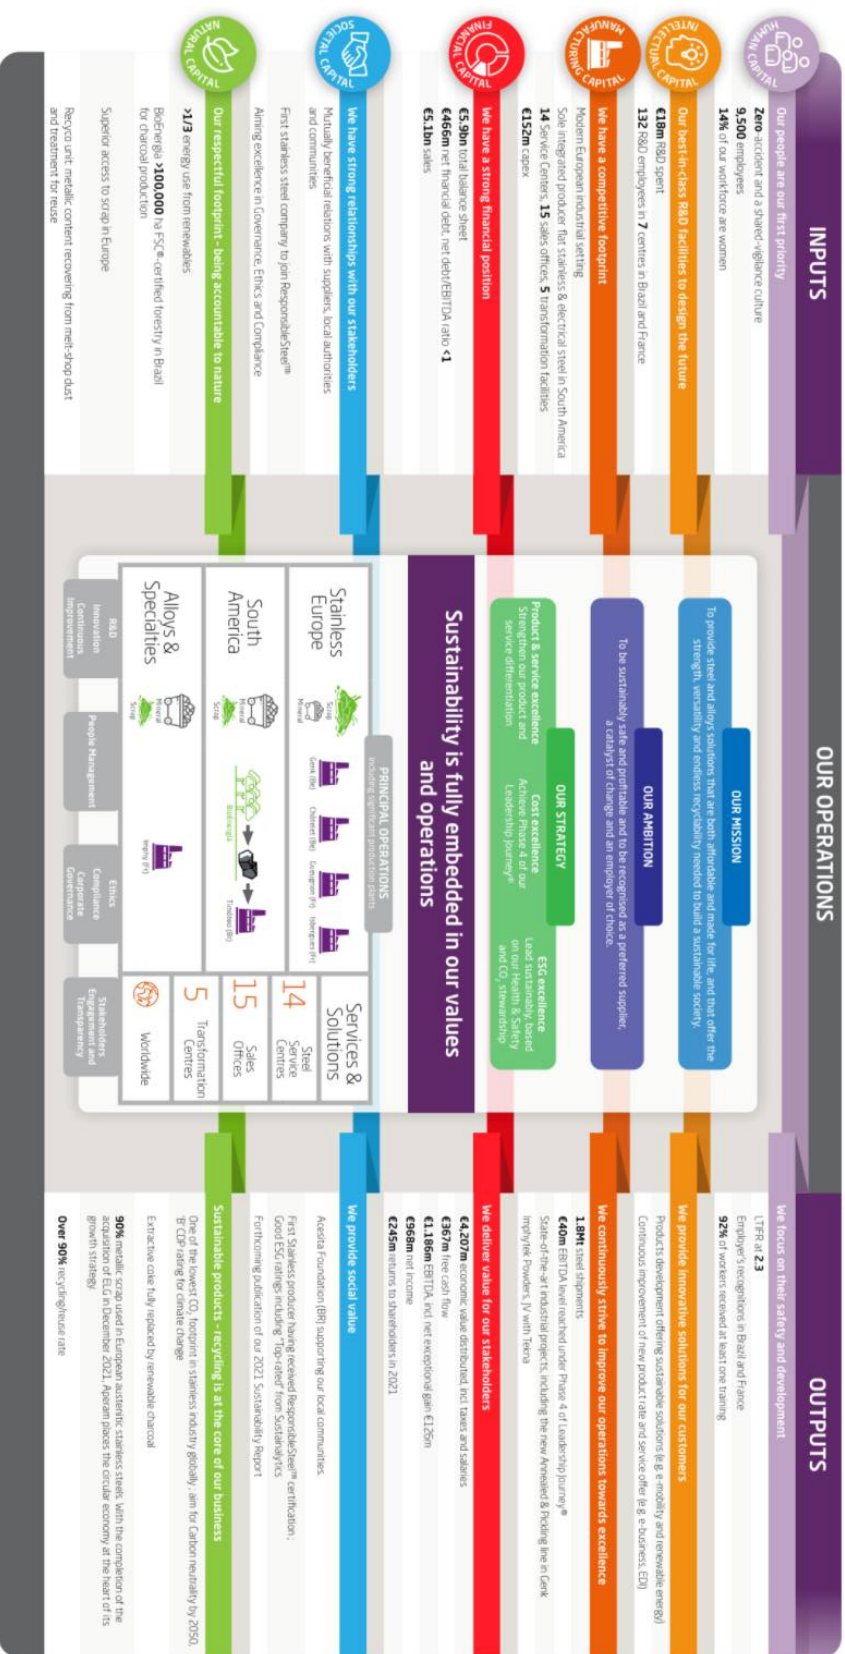 INPUTS
HUMAN CAPITAL
Our people are our first priority
Zero-accident and a shared-vigilance culture
9,500 employees
14% of our workforce are women
INTELLECTUAL CAPITAL
Our best-in-class R&D facilities to design the future
€18m R&D spent
132 R&D employees in 7 centres in Brazil and France
MANUFACTURING CAPITAL
We have a competitive footprint
Modern European industrial setting
Sole integrated producer flat stainless & electrical steel in South America
14 Service Centers, 15 sales offices, 5 transformation facilities
€152m capex
FINANCIAL CAPITAL
We have a strong financial position
€5.9bn total balance sheet
€466m net financial debt, net debt/EBITDA ratio <1
€5.1bn sales
SOCIETAL CAPITAL
We have strong relationships with our stakeholders
Mutually beneficial relations with suppliers, local authorities
and communities
First stainless steel company to join ResponsibleSteel™
Aiming excellence in Governance, Ethics and Compliance
NATURAL CAPITAL
Our respectful footprint - being accountable to nature
>1/3 energy use from renewables
BioEnergia >100,000 ha FSC®-certified forestry in Brazil
for charcoal production
Superior access to scrap in Europe
Recyco unit: metallic content recovering from melt-shop dust
and treatment for reuse
OUR OPERATIONS
OUR MISSION
To provide steel and alloys solutions that are both affordable and made for life, and that offer the
strength, versatility and endless recyclability needed to build a sustainable society.
OUR AMBITION
To be sustainably safe and profitable and to be recognised as a preferred supplier,
a catalyst of change and an employer of choice.
OUR STRATEGY
Product & service excellence
Strengthen our product and
service differentiation
Cost excellence
Achieve Phase 4 of our
Leadership Journey®
ESG excellence
Lead sustainably, based
on our Health & Safety
and CO₂ stewardship
Sustainability is fully embedded in our values
and operations
PRINCIPAL OPERATIONS
including significant production plants
Stainless
Europe
Scrap
Mineral
Genk (Be)
Châtelet (Be)
Gueugnon (Fr)
Isbergues (Fr)
South
America
Mineral
Scrap
BioEnergia
Timóteo (Br)
Alloys &
Specialties
Mineral
Scrap
Imphy (Fr)
Services &
Solutions
14
Steel
Service
Centres
15
Sales
Offices
5
Transformation
Centres
Worldwide
R&D
Innovation
Continuous
Improvement
People Management
Ethics
Compliance
Corporate
Governance
Stakeholders
Engagement and
Transparency
OUTPUTS
We focus on their safety and development
LTIFR at 2.3
Employer's recognitions in Brazil and France
92% of workers received at least one training
We provide innovative solutions for our customers
Products development offering sustainable solutions (e.g. e-mobility and renewable energy)
Continuous improvement of new product rate and service offer (e.g. e-business, EDI)
We continuously strive to improve our operations towards excellence
1.8Mt steel shipments
€40m EBITDA level reached under Phase 4 of Leadership Journey®
State-of-the-art industrial projects, including the new Annealed & Pickling line in Genk
Imphytek Powders, JV with Tekna
We deliver value for our stakeholders
€4,207m economic value distributed, incl. taxes and salaries
€367m free cash flow
€1,186m EBITDA, incl. net exceptional gain €126m
€968m net income
€245m returns to shareholders in 2021
We provide social value
Acesita Foundation (BR) supporting our local communities.
First Stainless producer having received ResponsibleSteel™ certification ;
Good ESG ratings including "Top-rated" from Sustainalytics
Forthcoming publication of our 2021 Sustainability Report
Sustainable products - recycling is at the core of our business
One of the lowest CO₂ footprint in stainless industry globally ; aim for Carbon neutrality by 2050,
'B' CDP rating for climate change
Extractive coke fully replaced by renewable charcoal
90% metallic scrap used in European austenitic stainless steels. With the completion of the
acquisition of ELG in December 2021, Aperam places the circular economy at the heart of its
growth strategy
Over 90% recycling/reuse rate